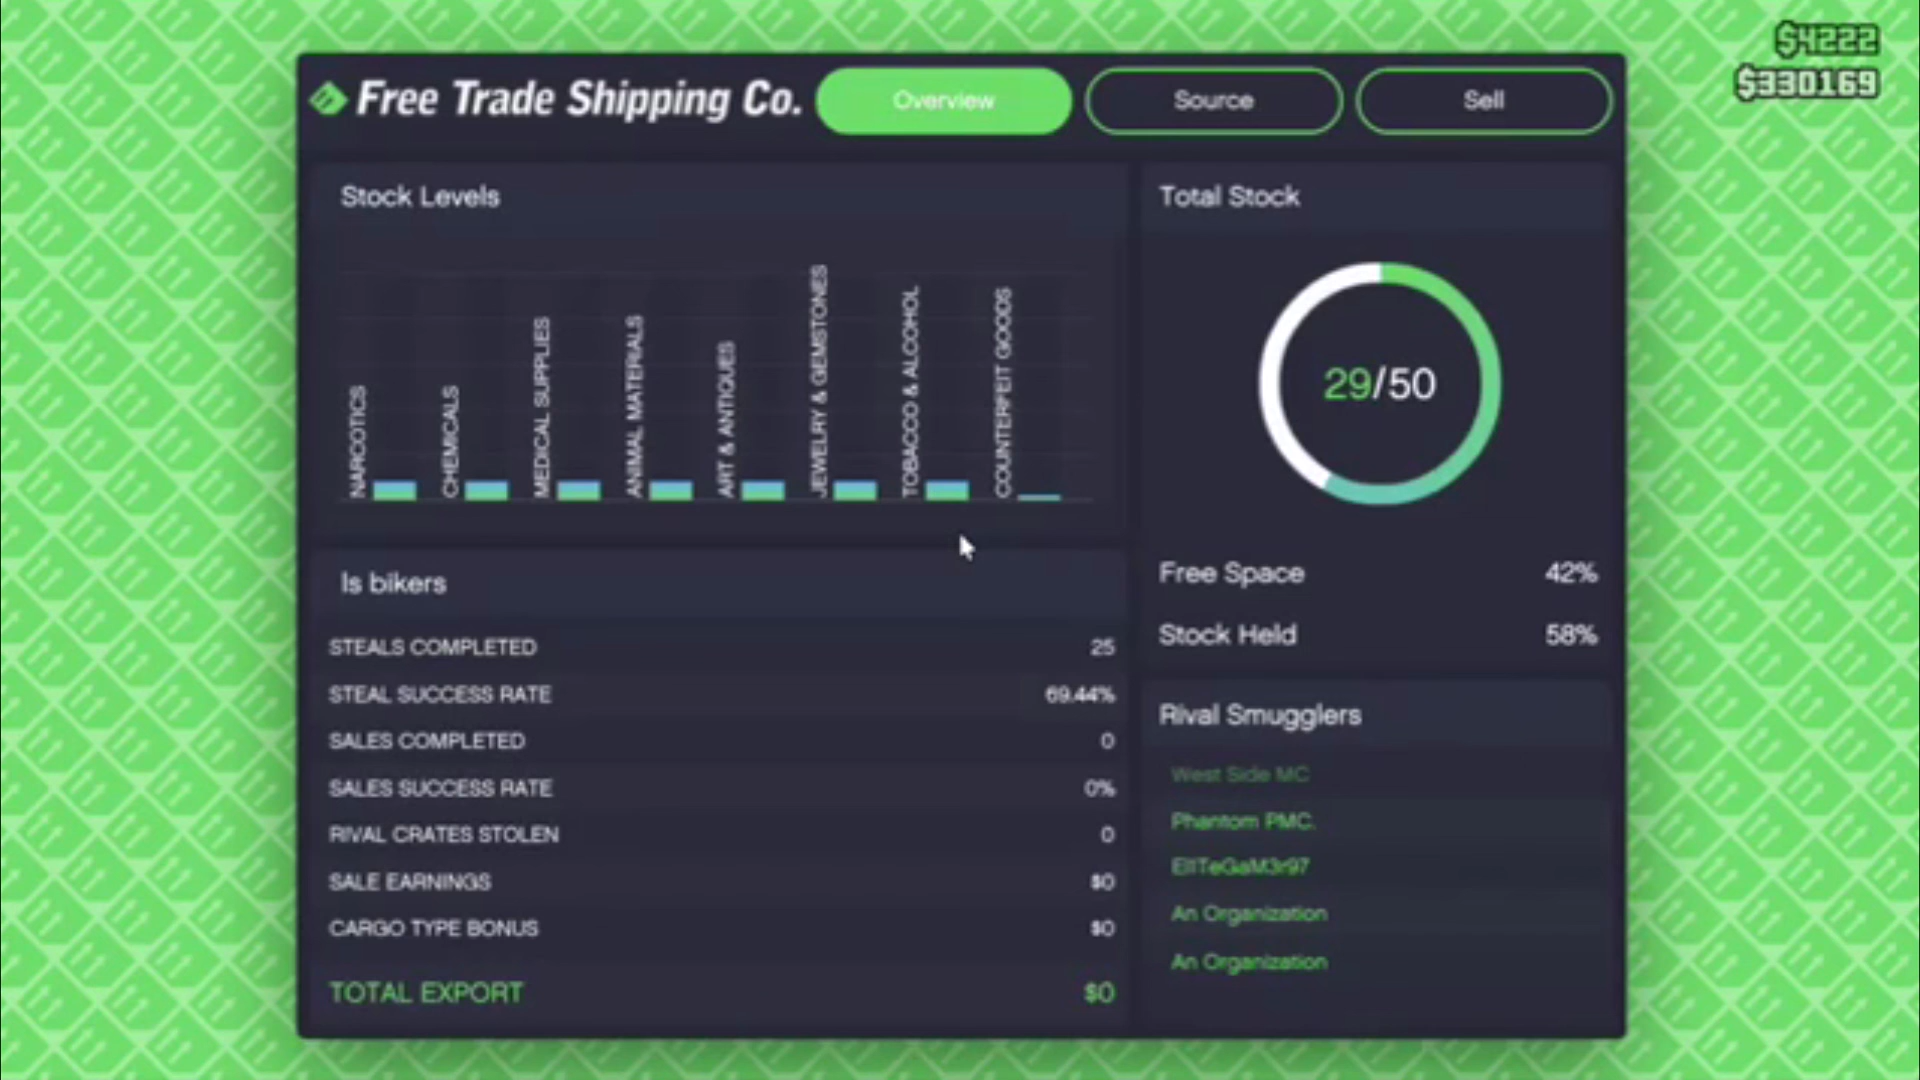 $4222
$330169
Free Trade Shipping Co.
Overview
Source
Sell
Stock Levels
NARCOTICS
CHEMICALS
MEDICAL SUPPLIES
ANIMAL MATERIALS
ART & ANTIQUES
JEWELRY & GEMSTONES
TOBACCO & ALCOHOL
COUNTERFEIT GOODS
Total Stock
29/50
Free Space 42%
Stock Held 58%
ls bikers
STEALS COMPLETED 25
STEAL SUCCESS RATE 69.44%
SALES COMPLETED 0
SALES SUCCESS RATE 0%
RIVAL CRATES STOLEN 0
SALE EARNINGS $0
CARGO TYPE BONUS $0
TOTAL EXPORT $0
Rival Smugglers
West Side MC
Phantom PMC.
ElITeGaM3r97
An Organization
An Organization